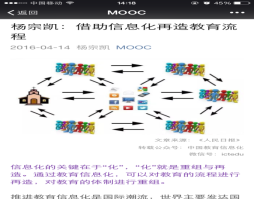 中国移动
14:18
45%
返回
MOOC
杨宗凯：借助信息化再造教育流
程
2016-04-14 杨宗凯 MOOC
文章来源：《人民日报》
转载公众号：中国教育信息化
微信号：ictedu
信息化的关键在于“化”，“化”就是重组与再
造。通过教育信息化，可以对教育的流程进行
再造，对教育的体制进行重组。
推进教育信息化是国际潮流，世界主要发达国